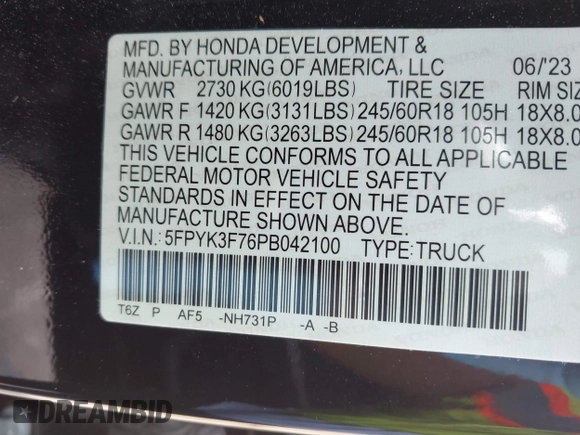 MFD. BY HONDA DEVELOPMENT &
MANUFACTURING OF AMERICA, LLC 06/'23
GVWR 2730 KG(6019LBS) TIRE SIZE RIM SIZ
GAWR F 1420 KG(3131LBS) 245/60R18 105H 18X8.0
GAWR R 1480 KG(3263LBS) 245/60R18 105H 18X8.0
THIS VEHICLE CONFORMS TO ALL APPLICABLE
FEDERAL MOTOR VEHICLE SAFETY
STANDARDS IN EFFECT ON THE DATE OF
MANUFACTURE SHOWN ABOVE.
V.I.N.: 5FPYK3F76PB042100 TYPE: TRUCK
T6Z P AF5 -NH731P -A -B
DREAMBID